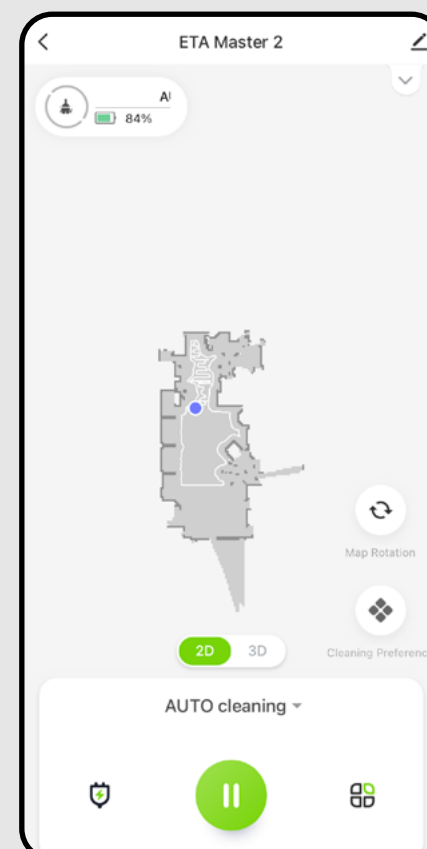 ETA Master 2
84%
Map Rotation
2D 3D
Cleaning Preferenc
AUTO cleaning